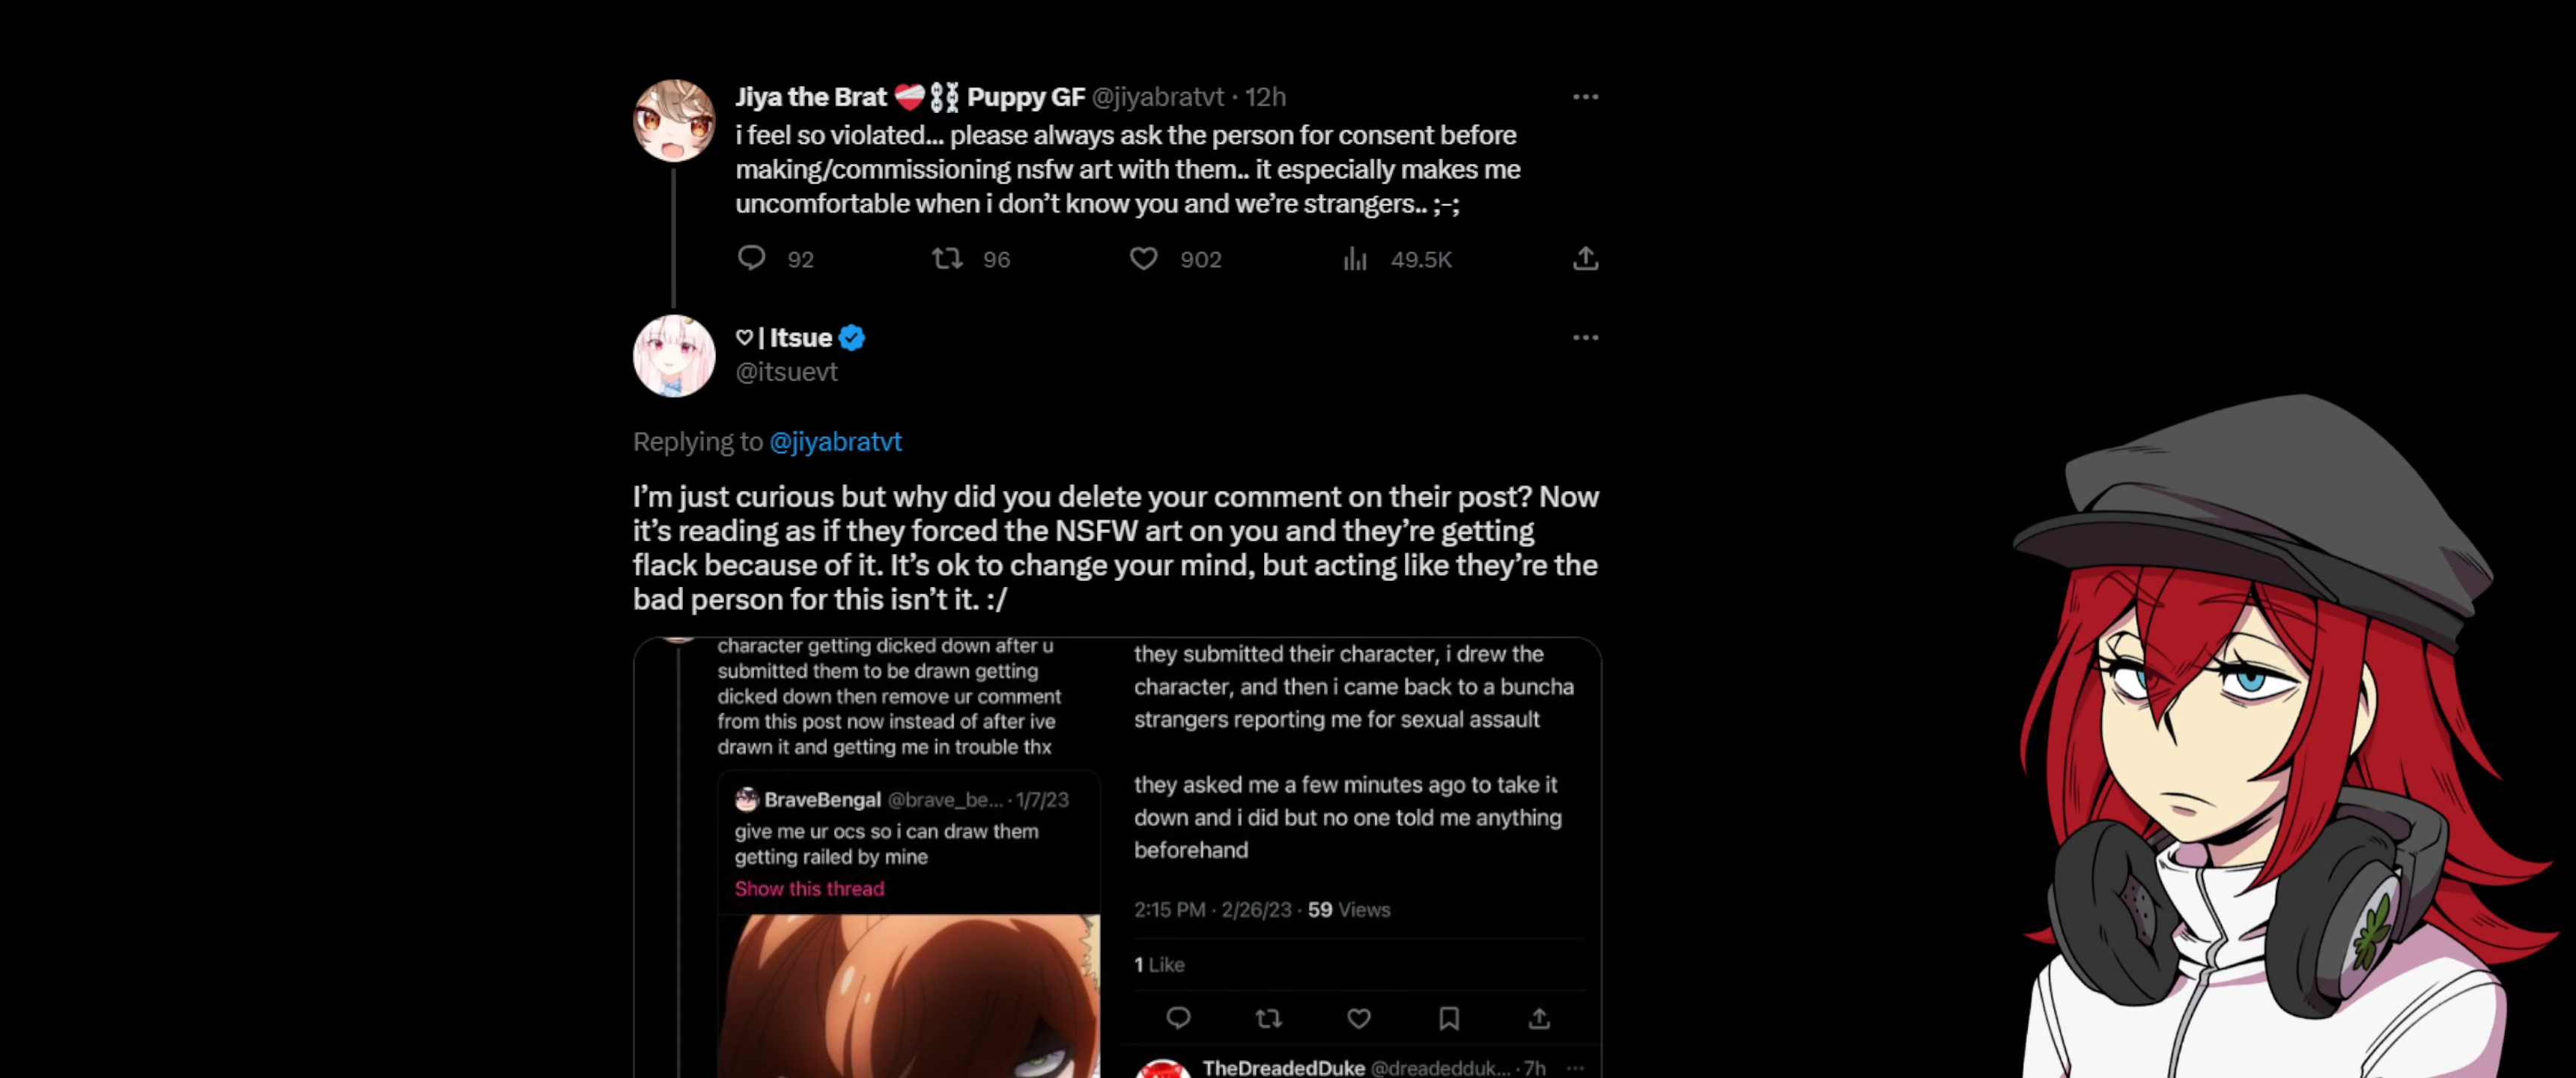 Jiya the Brat ❤️‍🩹⛓️ Puppy GF @jiyabratvt · 12h
i feel so violated... please always ask the person for consent before
making/commissioning nsfw art with them.. it especially makes me
uncomfortable when i don't know you and we're strangers.. ;-;
92 96 902 49.5K
♡ | Itsue
@itsuevt
Replying to @jiyabratvt
I'm just curious but why did you delete your comment on their post? Now
it's reading as if they forced the NSFW art on you and they're getting
flack because of it. It's ok to change your mind, but acting like they're the
bad person for this isn't it. :/
character getting dicked down after u
submitted them to be drawn getting
dicked down then remove ur comment
from this post now instead of after ive
drawn it and getting me in trouble thx
BraveBengal @brave_be... · 1/7/23
give me ur ocs so i can draw them
getting railed by mine
Show this thread
they submitted their character, i drew the
character, and then i came back to a buncha
strangers reporting me for sexual assault
they asked me a few minutes ago to take it
down and i did but no one told me anything
beforehand
2:15 PM · 2/26/23 · 59 Views
1 Like
TheDreadedDuke @dreadedduk... · 7h